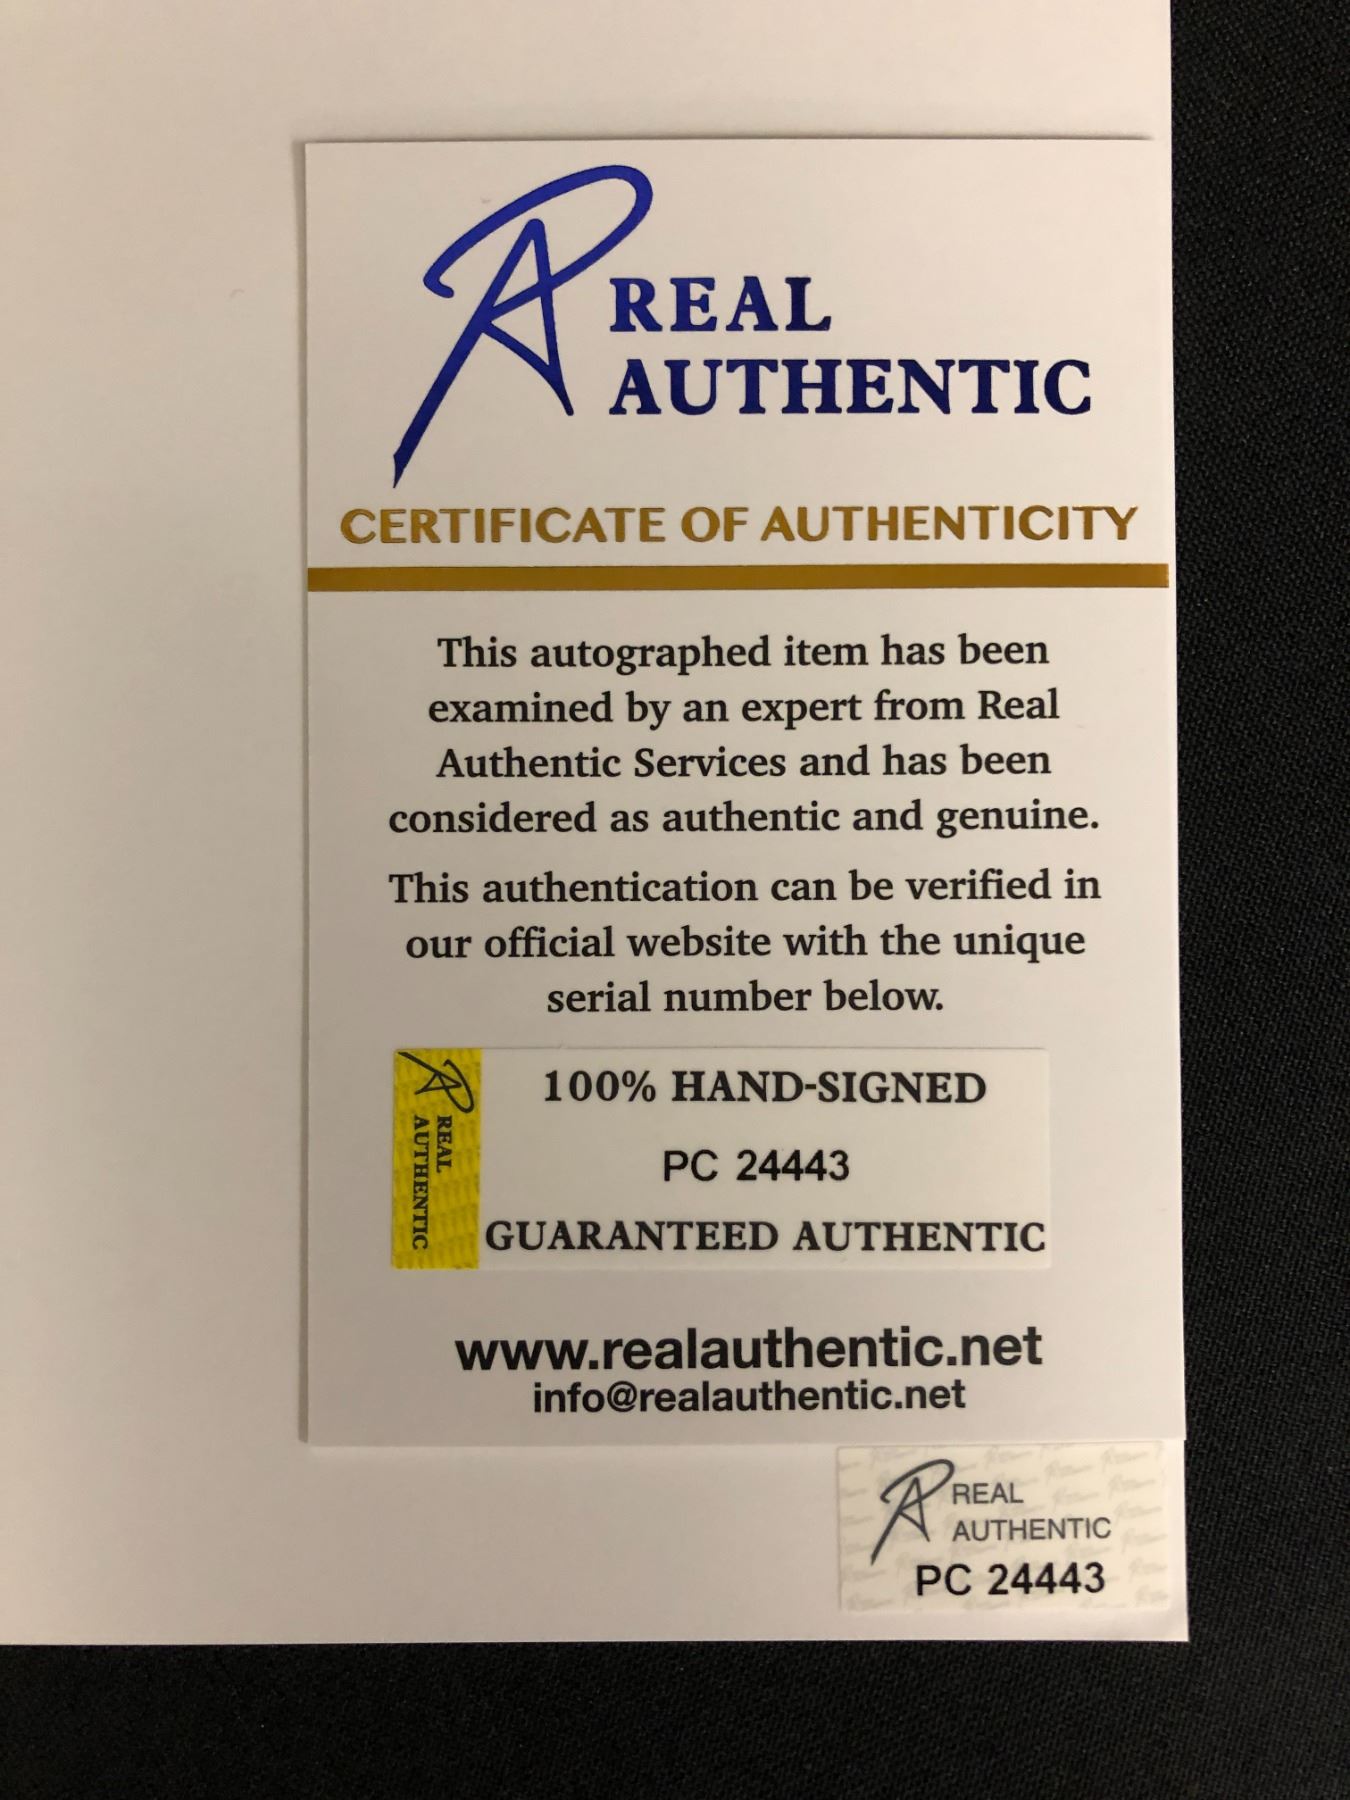 REAL
AUTHENTIC
CERTIFICATE OF AUTHENTICITY
This autographed item has been
examined by an expert from Real
Authentic Services and has been
considered as authentic and genuine.
This authentication can be verified in
our official website with the unique
serial number below.
REAL
AUTHENTIC
100% HAND-SIGNED
PC 24443
GUARANTEED AUTHENTIC
www.realauthentic.net
info@realauthentic.net
REAL
AUTHENTIC
PC 24443